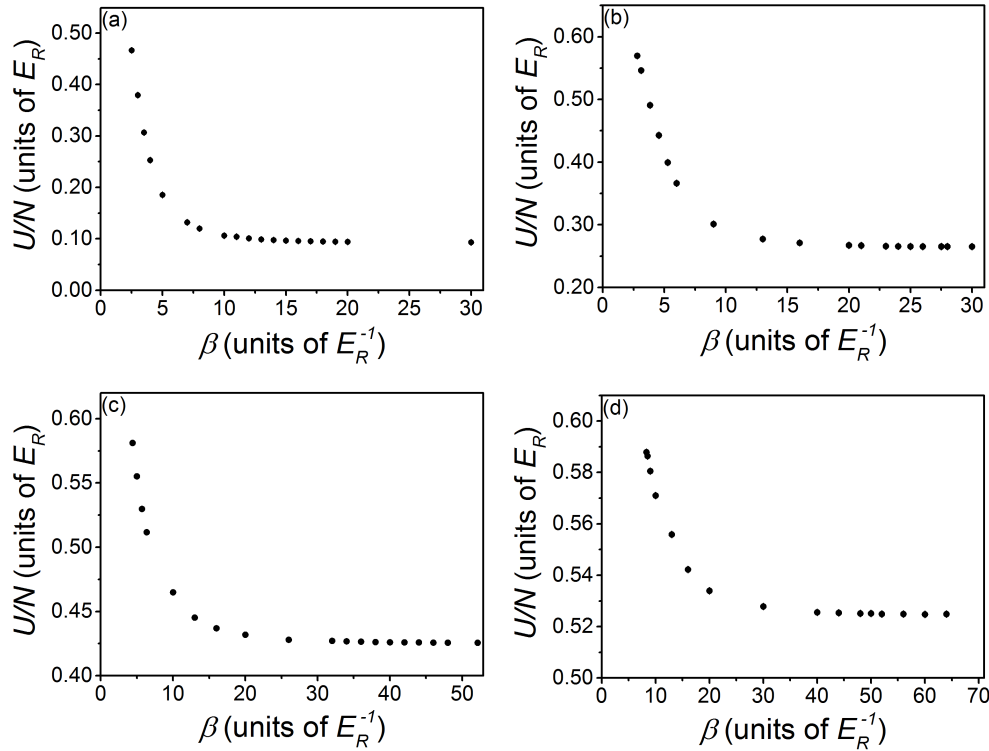 (a)
U/N (units of E_R)
0.50
0.40
0.30
0.20
0.10
0.00
0 5 10 15 20 25 30
β (units of E_R^-1)
(b)
U/N (units of E_R)
0.60
0.50
0.40
0.30
0.20
0 5 10 15 20 25 30
β (units of E_R^-1)
(c)
U/N (units of E_R)
0.60
0.55
0.50
0.45
0.40
0 10 20 30 40 50
β (units of E_R^-1)
(d)
U/N (units of E_R)
0.60
0.58
0.56
0.54
0.52
0.50
0 10 20 30 40 50 60 70
β (units of E_R^-1)